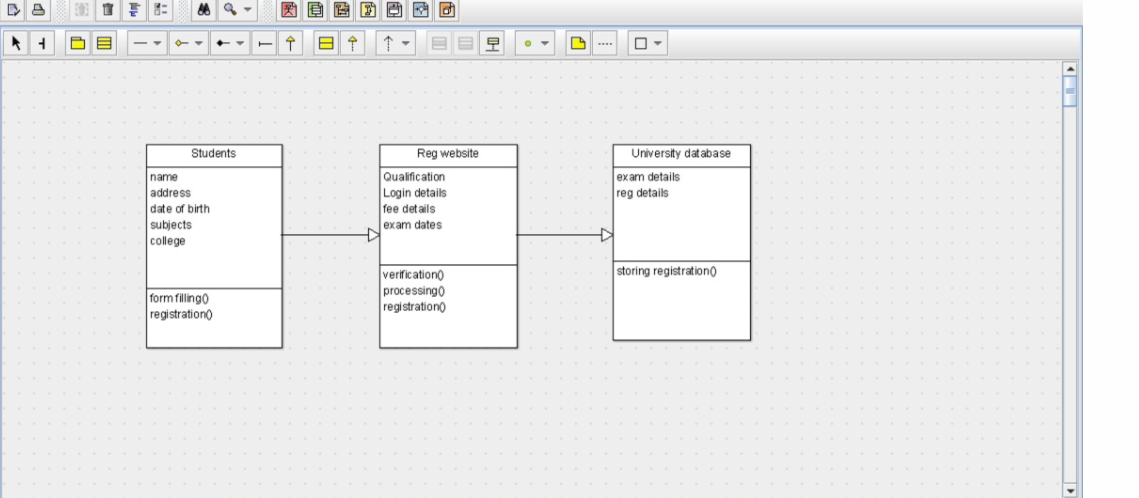 Students
name
address
date of birth
subjects
college
form filling()
registration()
Reg website
Qualification
Login details
fee details
exam dates
verification()
processing()
registration()
University database
exam details
reg details
storing registration()